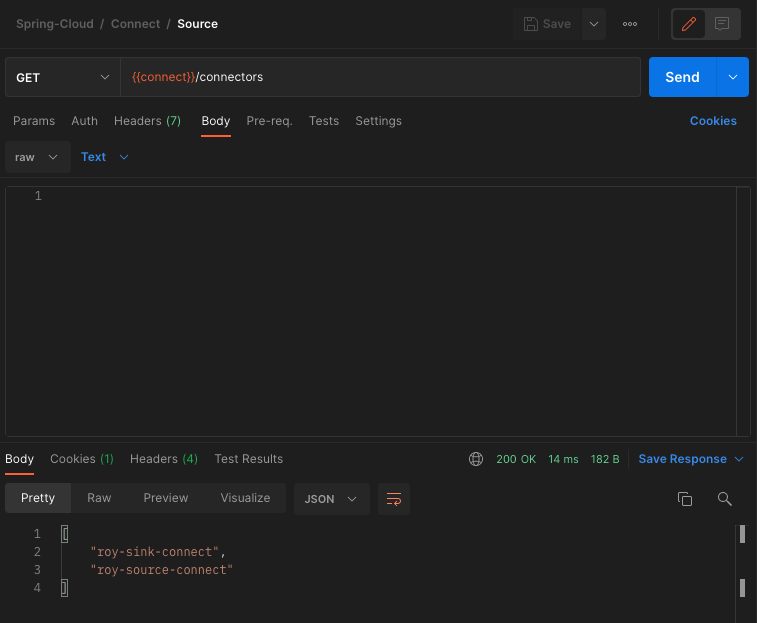 Spring-Cloud / Connect / Source
Save
GET
{{connect}}/connectors
Send
Params Auth Headers (7) Body Pre-req. Tests Settings Cookies
raw Text
1
Body Cookies (1) Headers (4) Test Results 200 OK 14 ms 182 B Save Response
Pretty Raw Preview Visualize JSON
1 [
2 "roy-sink-connect",
3 "roy-source-connect"
4 ]